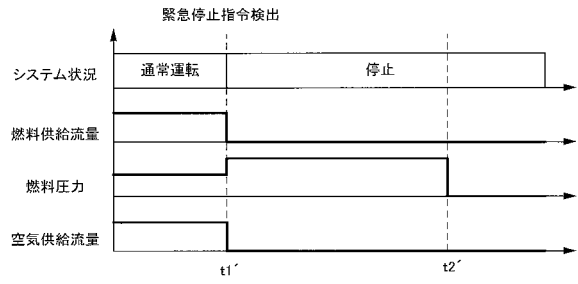 緊急停止指令検出
システム状況
通常運転
停止
燃料供給流量
燃料圧力
空気供給流量
t1´
t2´